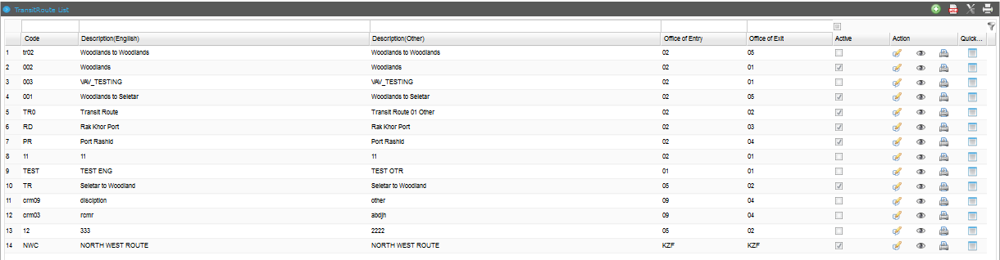 TransitRoute List
Code Description(English) Description(Other) Office of Entry Office of Exit Active Action Quick...
1 tr02 Woodlands to Woodlands Woodlands to Woodlands 02 05
2 002 Woodlands Woodlands 02 01
3 003 VAV_TESTING VAV_TESTING 02 01
4 001 Woodlands to Seletar Woodlands to Seletar 02 05
5 TR0 Transit Route Transit Route 01 Other 02 02
6 RD Rak Khor Port Rak Khor Port 02 03
7 PR Port Rashid Port Rashid 02 04
8 11 11 11 02 01
9 TEST TEST ENG TEST OTR 01 01
10 TR Seletar to Woodland Seletar to Woodland 05 02
11 crm09 disciption other 09 04
12 crm03 rcmr abdjh 09 04
13 12 333 2222 05 02
14 NWC NORTH WEST ROUTE NORTH WEST ROUTE KZF KZF